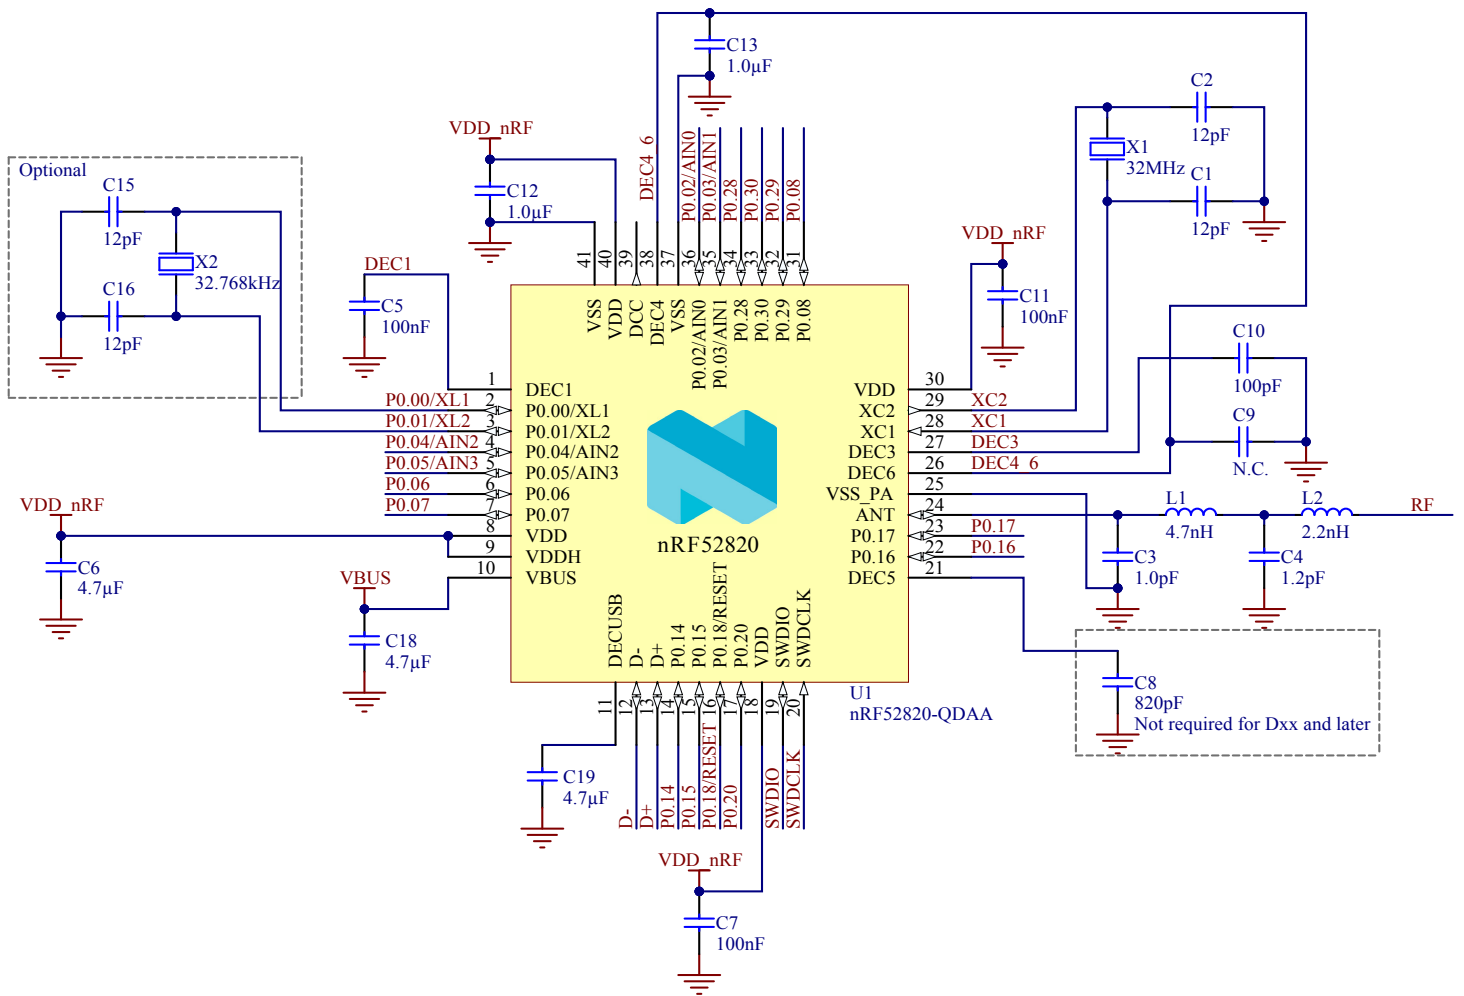 C13
1.0µF
C2
12pF
X1
32MHz
C1
12pF
VDD_nRF
C12
1.0µF
DEC4_6
P0.02/AIN0
P0.03/AIN1
P0.28
P0.30
P0.29
P0.08
Optional
C15
12pF
X2
32.768kHz
C16
12pF
DEC1
C5
100nF
VDD_nRF
C11
100nF
C10
100pF
C9
N.C.
41
40
39
38
37
36
35
34
33
32
31
VSS
VDD
DCC
DEC4
VSS
P0.02/AIN0
P0.03/AIN1
P0.28
P0.30
P0.29
P0.08
1 DEC1
P0.00/XL1 2 P0.00/XL1
P0.01/XL2 3 P0.01/XL2
P0.04/AIN2 4 P0.04/AIN2
P0.05/AIN3 5 P0.05/AIN3
P0.06 6 P0.06
P0.07 7 P0.07
8 VDD
9 VDDH
10 VBUS
VDD 30
XC2 29 XC2
XC1 28 XC1
DEC3 27 DEC3
DEC6 26 DEC4_6
VSS_PA 25
ANT 24
P0.17 23 P0.17
P0.16 22 P0.16
DEC5 21
nRF52820
VDD_nRF
C6
4.7µF
VBUS
C18
4.7µF
L1
4.7nH
L2
2.2nH
RF
C3
1.0pF
C4
1.2pF
DECUSB
D-
D+
P0.14
P0.15
P0.18/RESET
P0.20
VDD
SWDIO
SWDCLK
11
12
13
14
15
16
17
18
19
20
U1
nRF52820-QDAA
C8
820pF
Not required for Dxx and later
C19
4.7µF
D-
D+
P0.14
P0.15
P0.18/RESET
P0.20
SWDIO
SWDCLK
VDD_nRF
C7
100nF